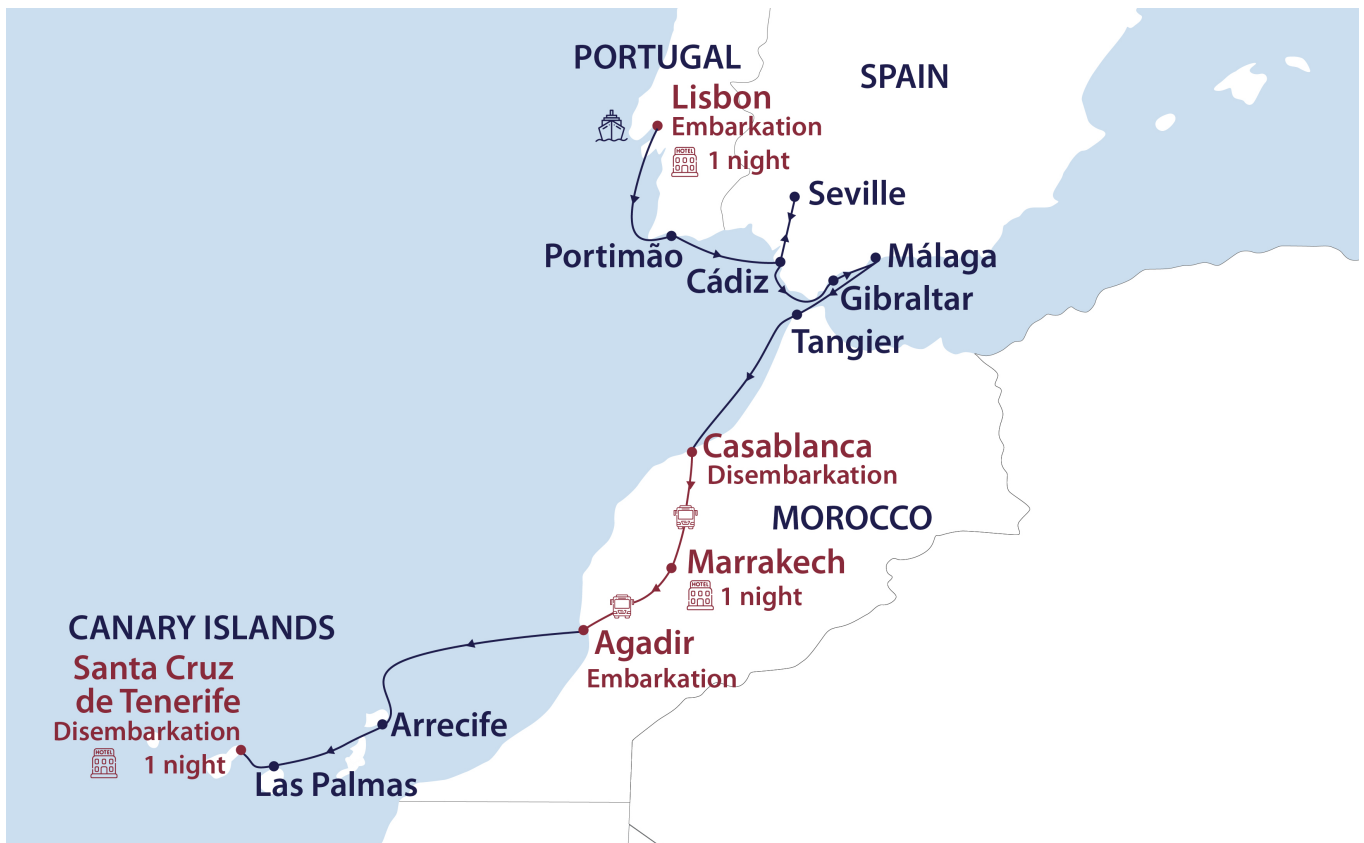 PORTUGAL
SPAIN
Lisbon
Embarkation
HOTEL
1 night
Seville
Portimão
Cádiz
Málaga
Gibraltar
Tangier
Casablanca
Disembarkation
MOROCCO
Marrakech
HOTEL
1 night
CANARY ISLANDS
Santa Cruz
de Tenerife
Disembarkation
HOTEL
1 night
Agadir
Embarkation
Arrecife
Las Palmas